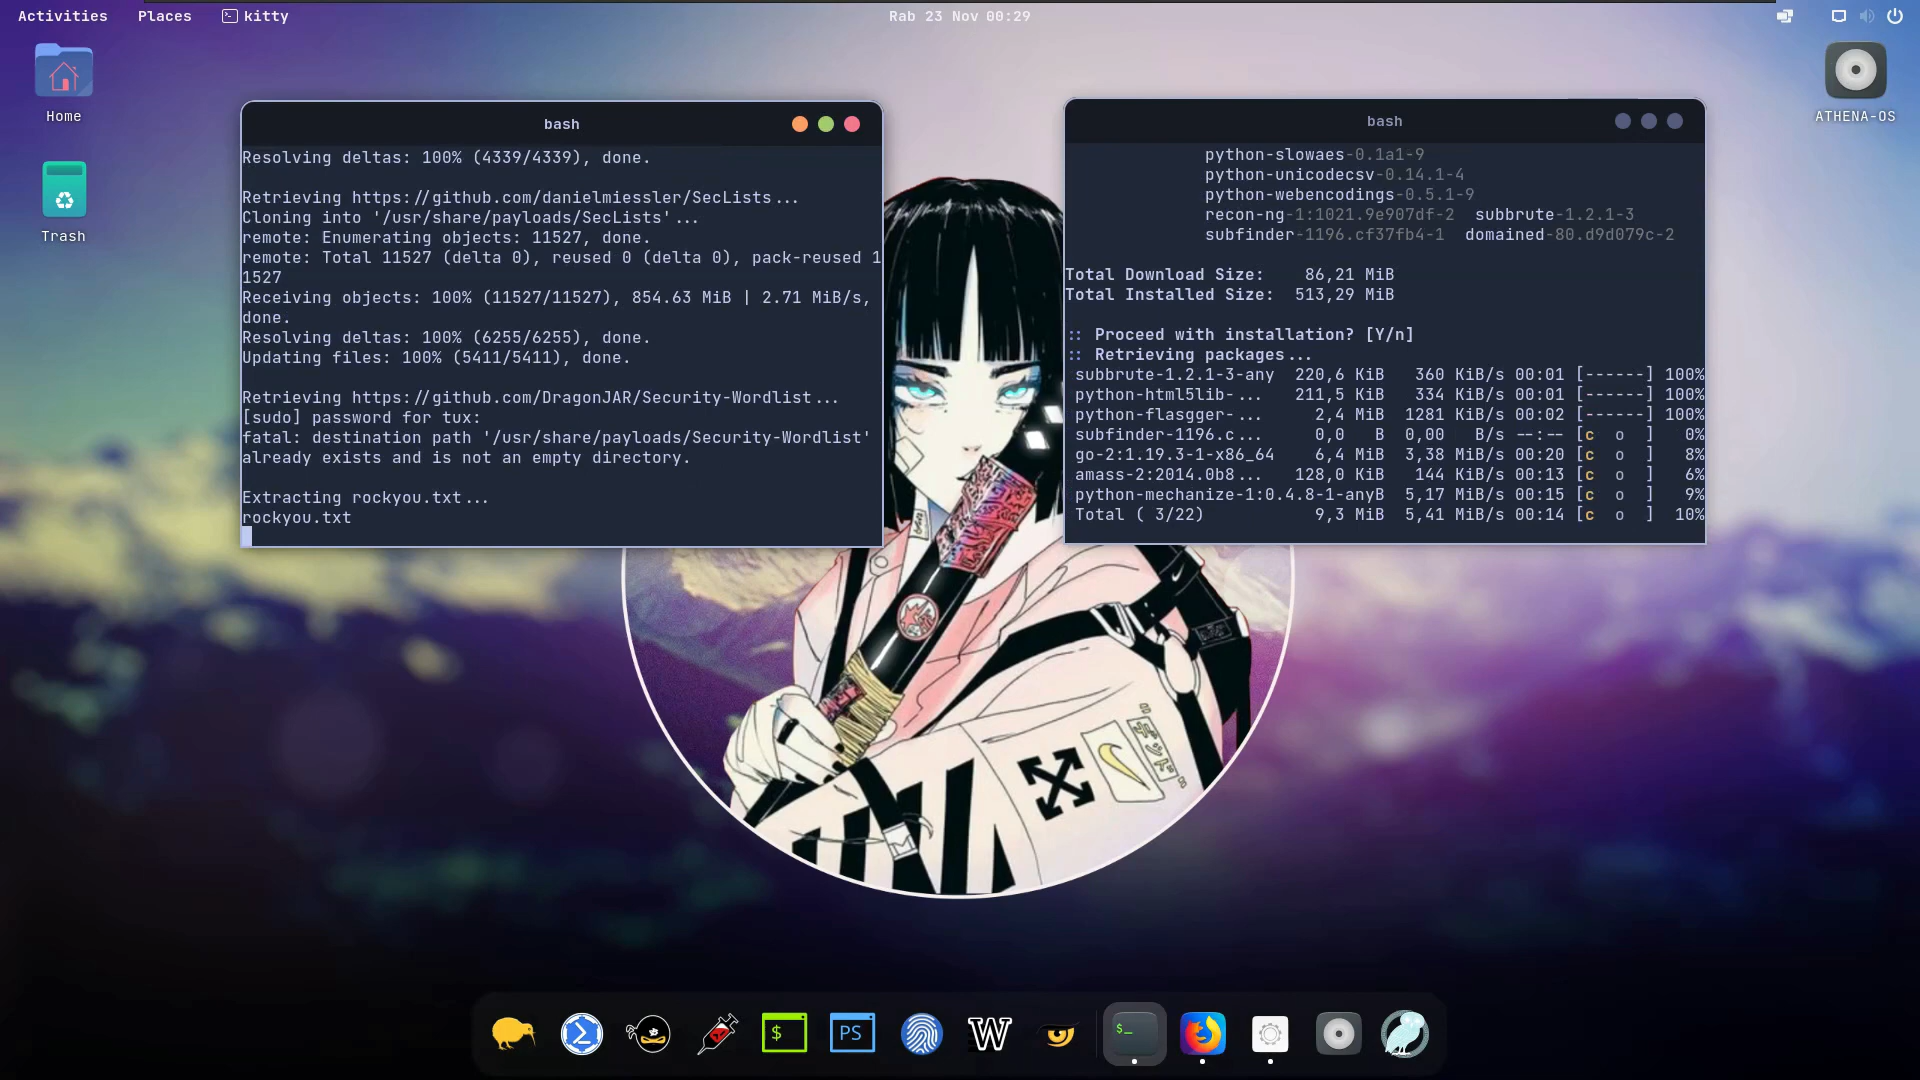 Activities
Places
kitty
Rab 23 Nov 00:29
Home
Trash
ATHENA-OS
bash
Resolving deltas: 100% (4339/4339), done.
Retrieving https://github.com/danielmiessler/SecLists...
Cloning into '/usr/share/payloads/SecLists'...
remote: Enumerating objects: 11527, done.
remote: Total 11527 (delta 0), reused 0 (delta 0), pack-reused 1
1527
Receiving objects: 100% (11527/11527), 854.63 MiB | 2.71 MiB/s,
done.
Resolving deltas: 100% (6255/6255), done.
Updating files: 100% (5411/5411), done.
Retrieving https://github.com/DragonJAR/Security-Wordlist...
[sudo] password for tux:
fatal: destination path '/usr/share/payloads/Security-Wordlist'
already exists and is not an empty directory.
Extracting rockyou.txt...
rockyou.txt
bash
python-slowaes-0.1a1-9
python-unicodecsv-0.14.1-4
python-webencodings-0.5.1-9
recon-ng-1:1021.9e907df-2  subbrute-1.2.1-3
subfinder-1196.cf37fb4-1  domained-80.d9d079c-2
Total Download Size:    86,21 MiB
Total Installed Size:  513,29 MiB
:: Proceed with installation? [Y/n]
:: Retrieving packages...
subbrute-1.2.1-3-any  220,6 KiB   360 KiB/s 00:01 [------] 100%
python-html5lib-...   211,5 KiB   334 KiB/s 00:01 [------] 100%
python-flasgger-...     2,4 MiB  1281 KiB/s 00:02 [------] 100%
subfinder-1196.c...     0,0   B  0,00   B/s --:-- [c  o  ]   0%
go-2:1.19.3-1-x86_64    6,4 MiB  3,38 MiB/s 00:20 [c  o  ]   8%
amass-2:2014.0b8...   128,0 KiB   144 KiB/s 00:13 [c  o  ]   6%
python-mechanize-1:0.4.8-1-anyB  5,17 MiB/s 00:15 [c  o  ]   9%
Total ( 3/22)           9,3 MiB  5,41 MiB/s 00:14 [c  o  ]  10%
$
PS
W
$_